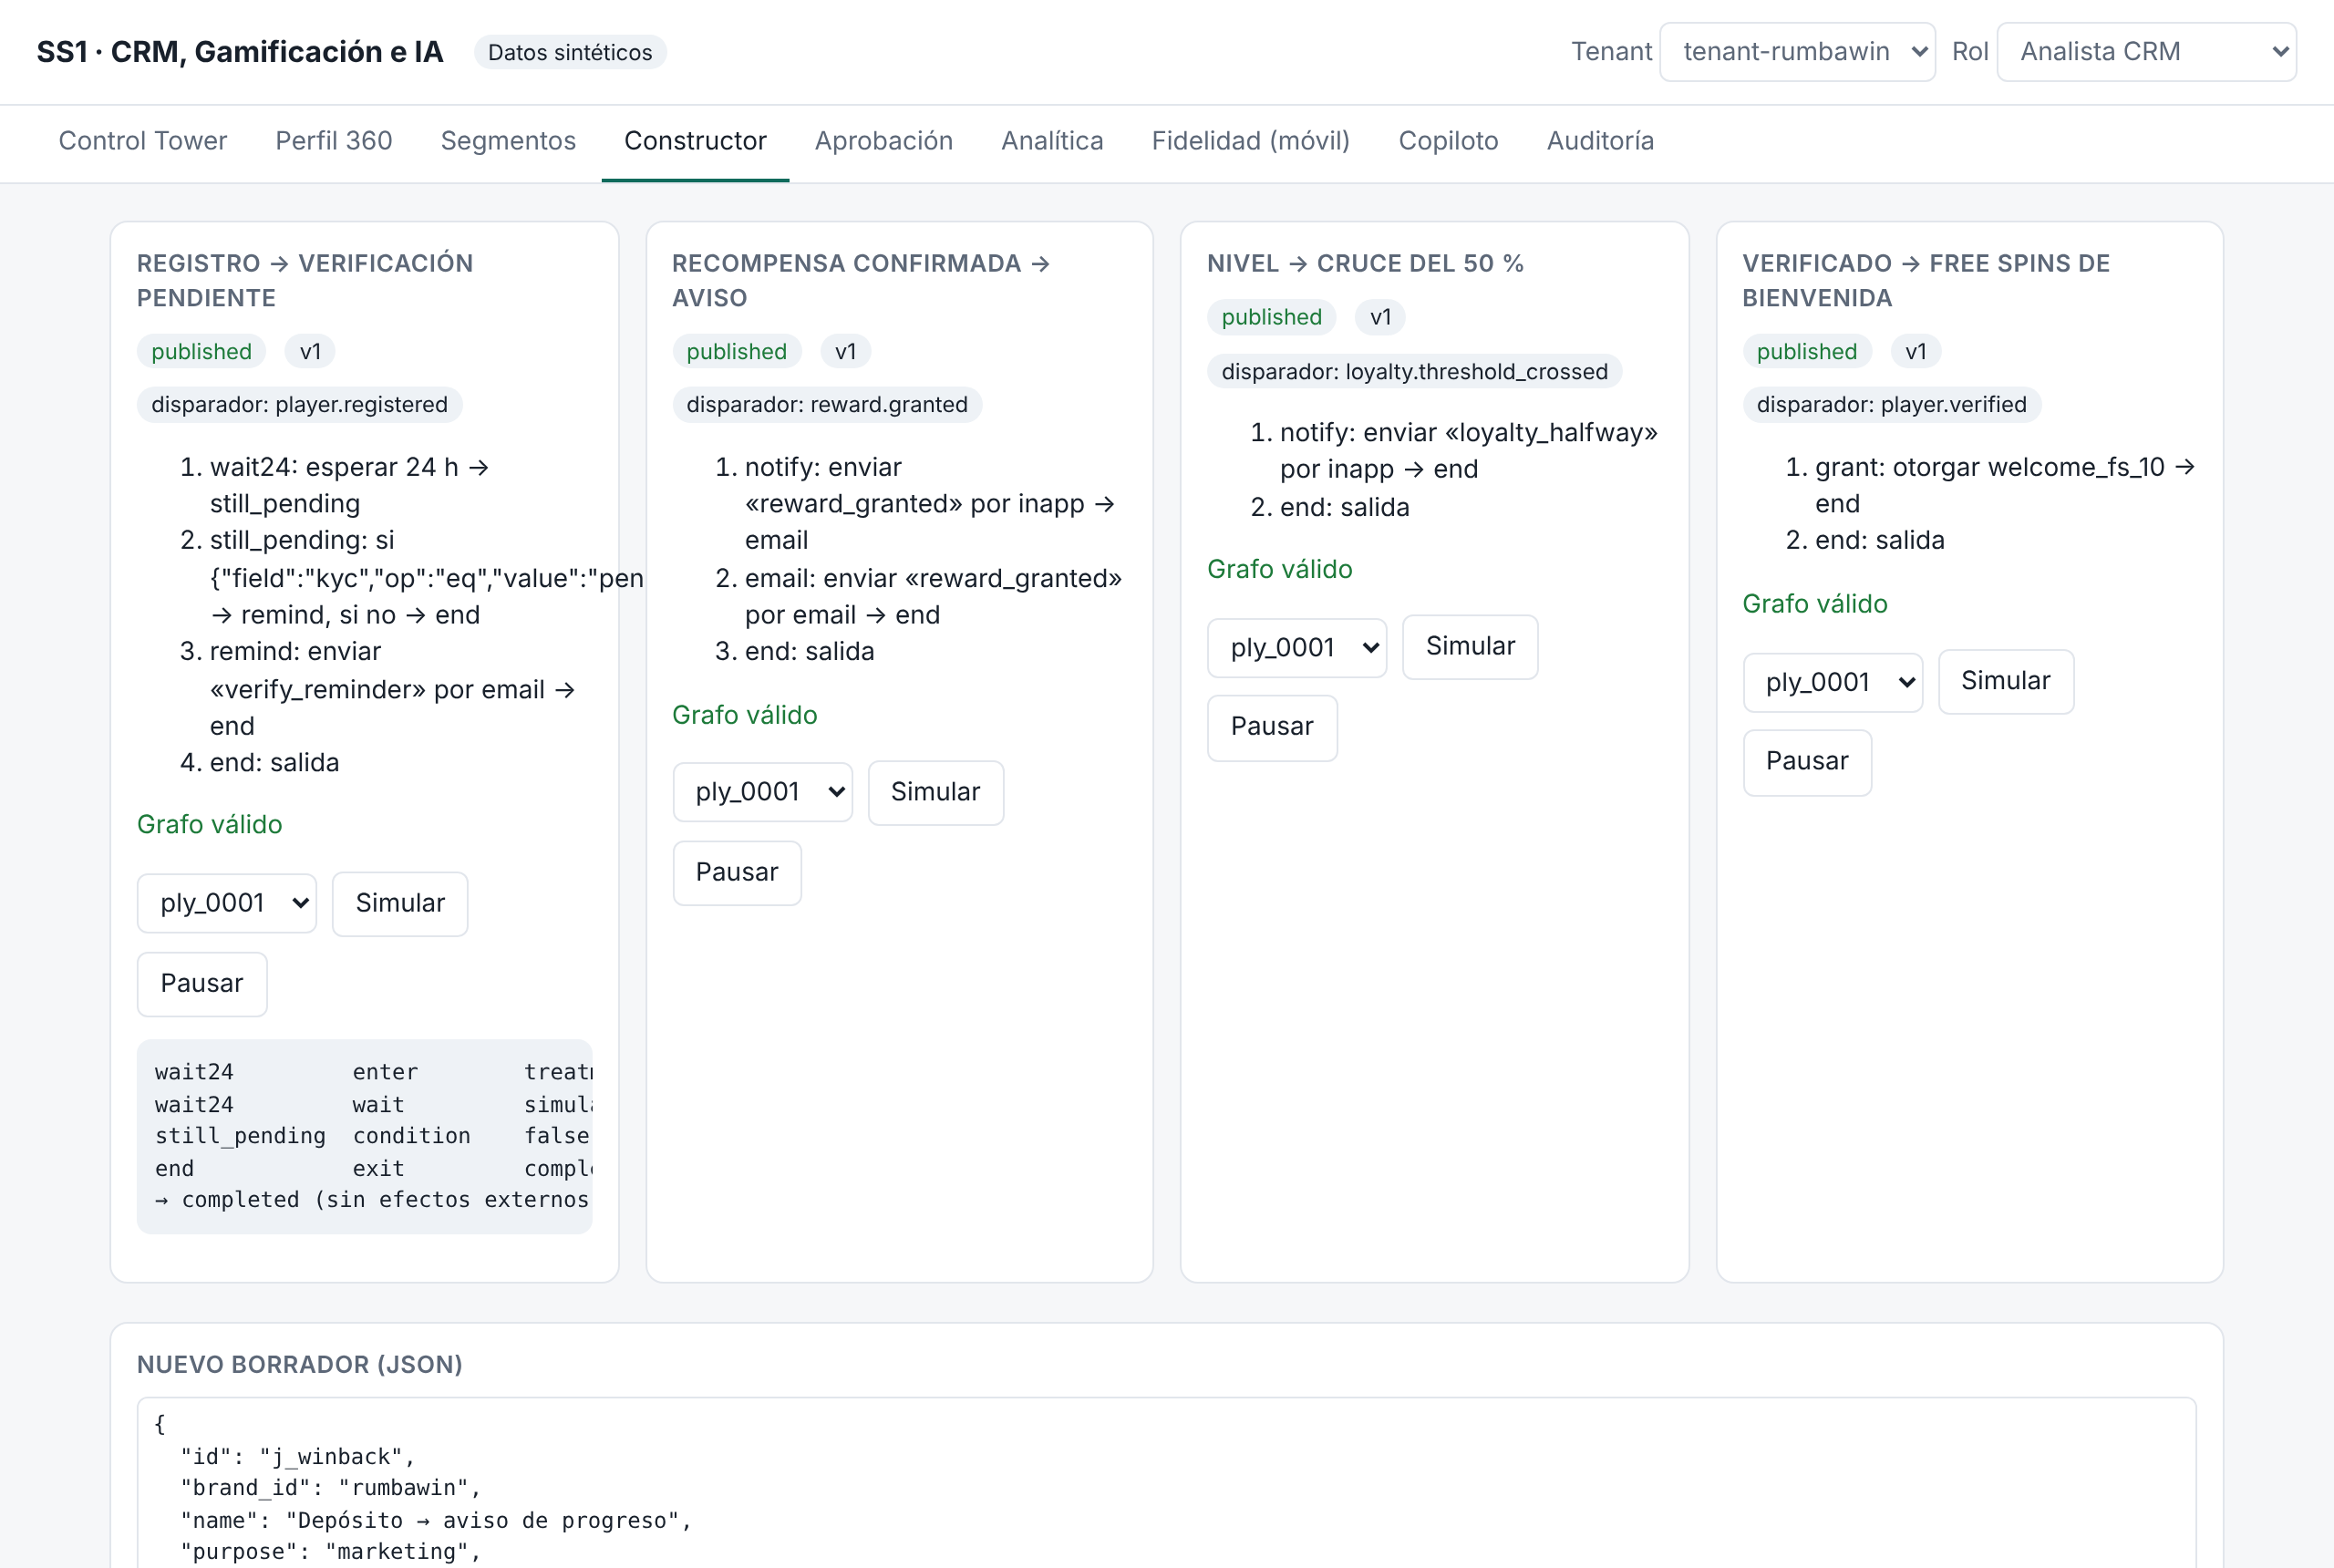 SS1 · CRM, Gamificación e IA
Datos sintéticos
Tenant
tenant-rumbawin
Rol
Analista CRM
Control Tower
Perfil 360
Segmentos
Constructor
Aprobación
Analítica
Fidelidad (móvil)
Copiloto
Auditoría
REGISTRO → VERIFICACIÓN
PENDIENTE
published
v1
disparador: player.registered
1. wait24: esperar 24 h →
still_pending
2. still_pending: si
{"field":"kyc","op":"eq","value":"pen
→ remind, si no → end
3. remind: enviar
«verify_reminder» por email →
end
4. end: salida
Grafo válido
ply_0001
Simular
Pausar
wait24 enter treatm
wait24 wait simula
still_pending condition false
end exit comple
→ completed (sin efectos externos
RECOMPENSA CONFIRMADA →
AVISO
published
v1
disparador: reward.granted
1. notify: enviar
«reward_granted» por inapp →
email
2. email: enviar «reward_granted»
por email → end
3. end: salida
Grafo válido
ply_0001
Simular
Pausar
NIVEL → CRUCE DEL 50 %
published
v1
disparador: loyalty.threshold_crossed
1. notify: enviar «loyalty_halfway»
por inapp → end
2. end: salida
Grafo válido
ply_0001
Simular
Pausar
VERIFICADO → FREE SPINS DE
BIENVENIDA
published
v1
disparador: player.verified
1. grant: otorgar welcome_fs_10 →
end
2. end: salida
Grafo válido
ply_0001
Simular
Pausar
NUEVO BORRADOR (JSON)
{
"id": "j_winback",
"brand_id": "rumbawin",
"name": "Depósito → aviso de progreso",
"purpose": "marketing",